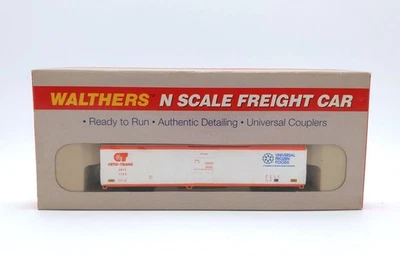 WALTHERS N SCALE FREIGHT CAR
• Ready to Run • Authentic Detailing • Universal Couplers
UNIVERSAL
FROZEN
FOODS